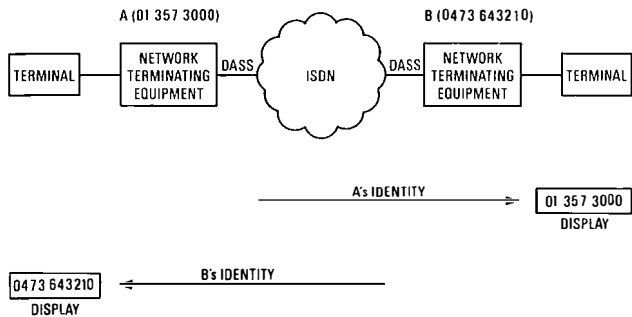 A (01 357 3000)
B (0473 643210)
TERMINAL
NETWORK
TERMINATING
EQUIPMENT
DASS
ISDN
DASS
NETWORK
TERMINATING
EQUIPMENT
TERMINAL
A's IDENTITY
01 357 3000
DISPLAY
B's IDENTITY
0473 643210
DISPLAY